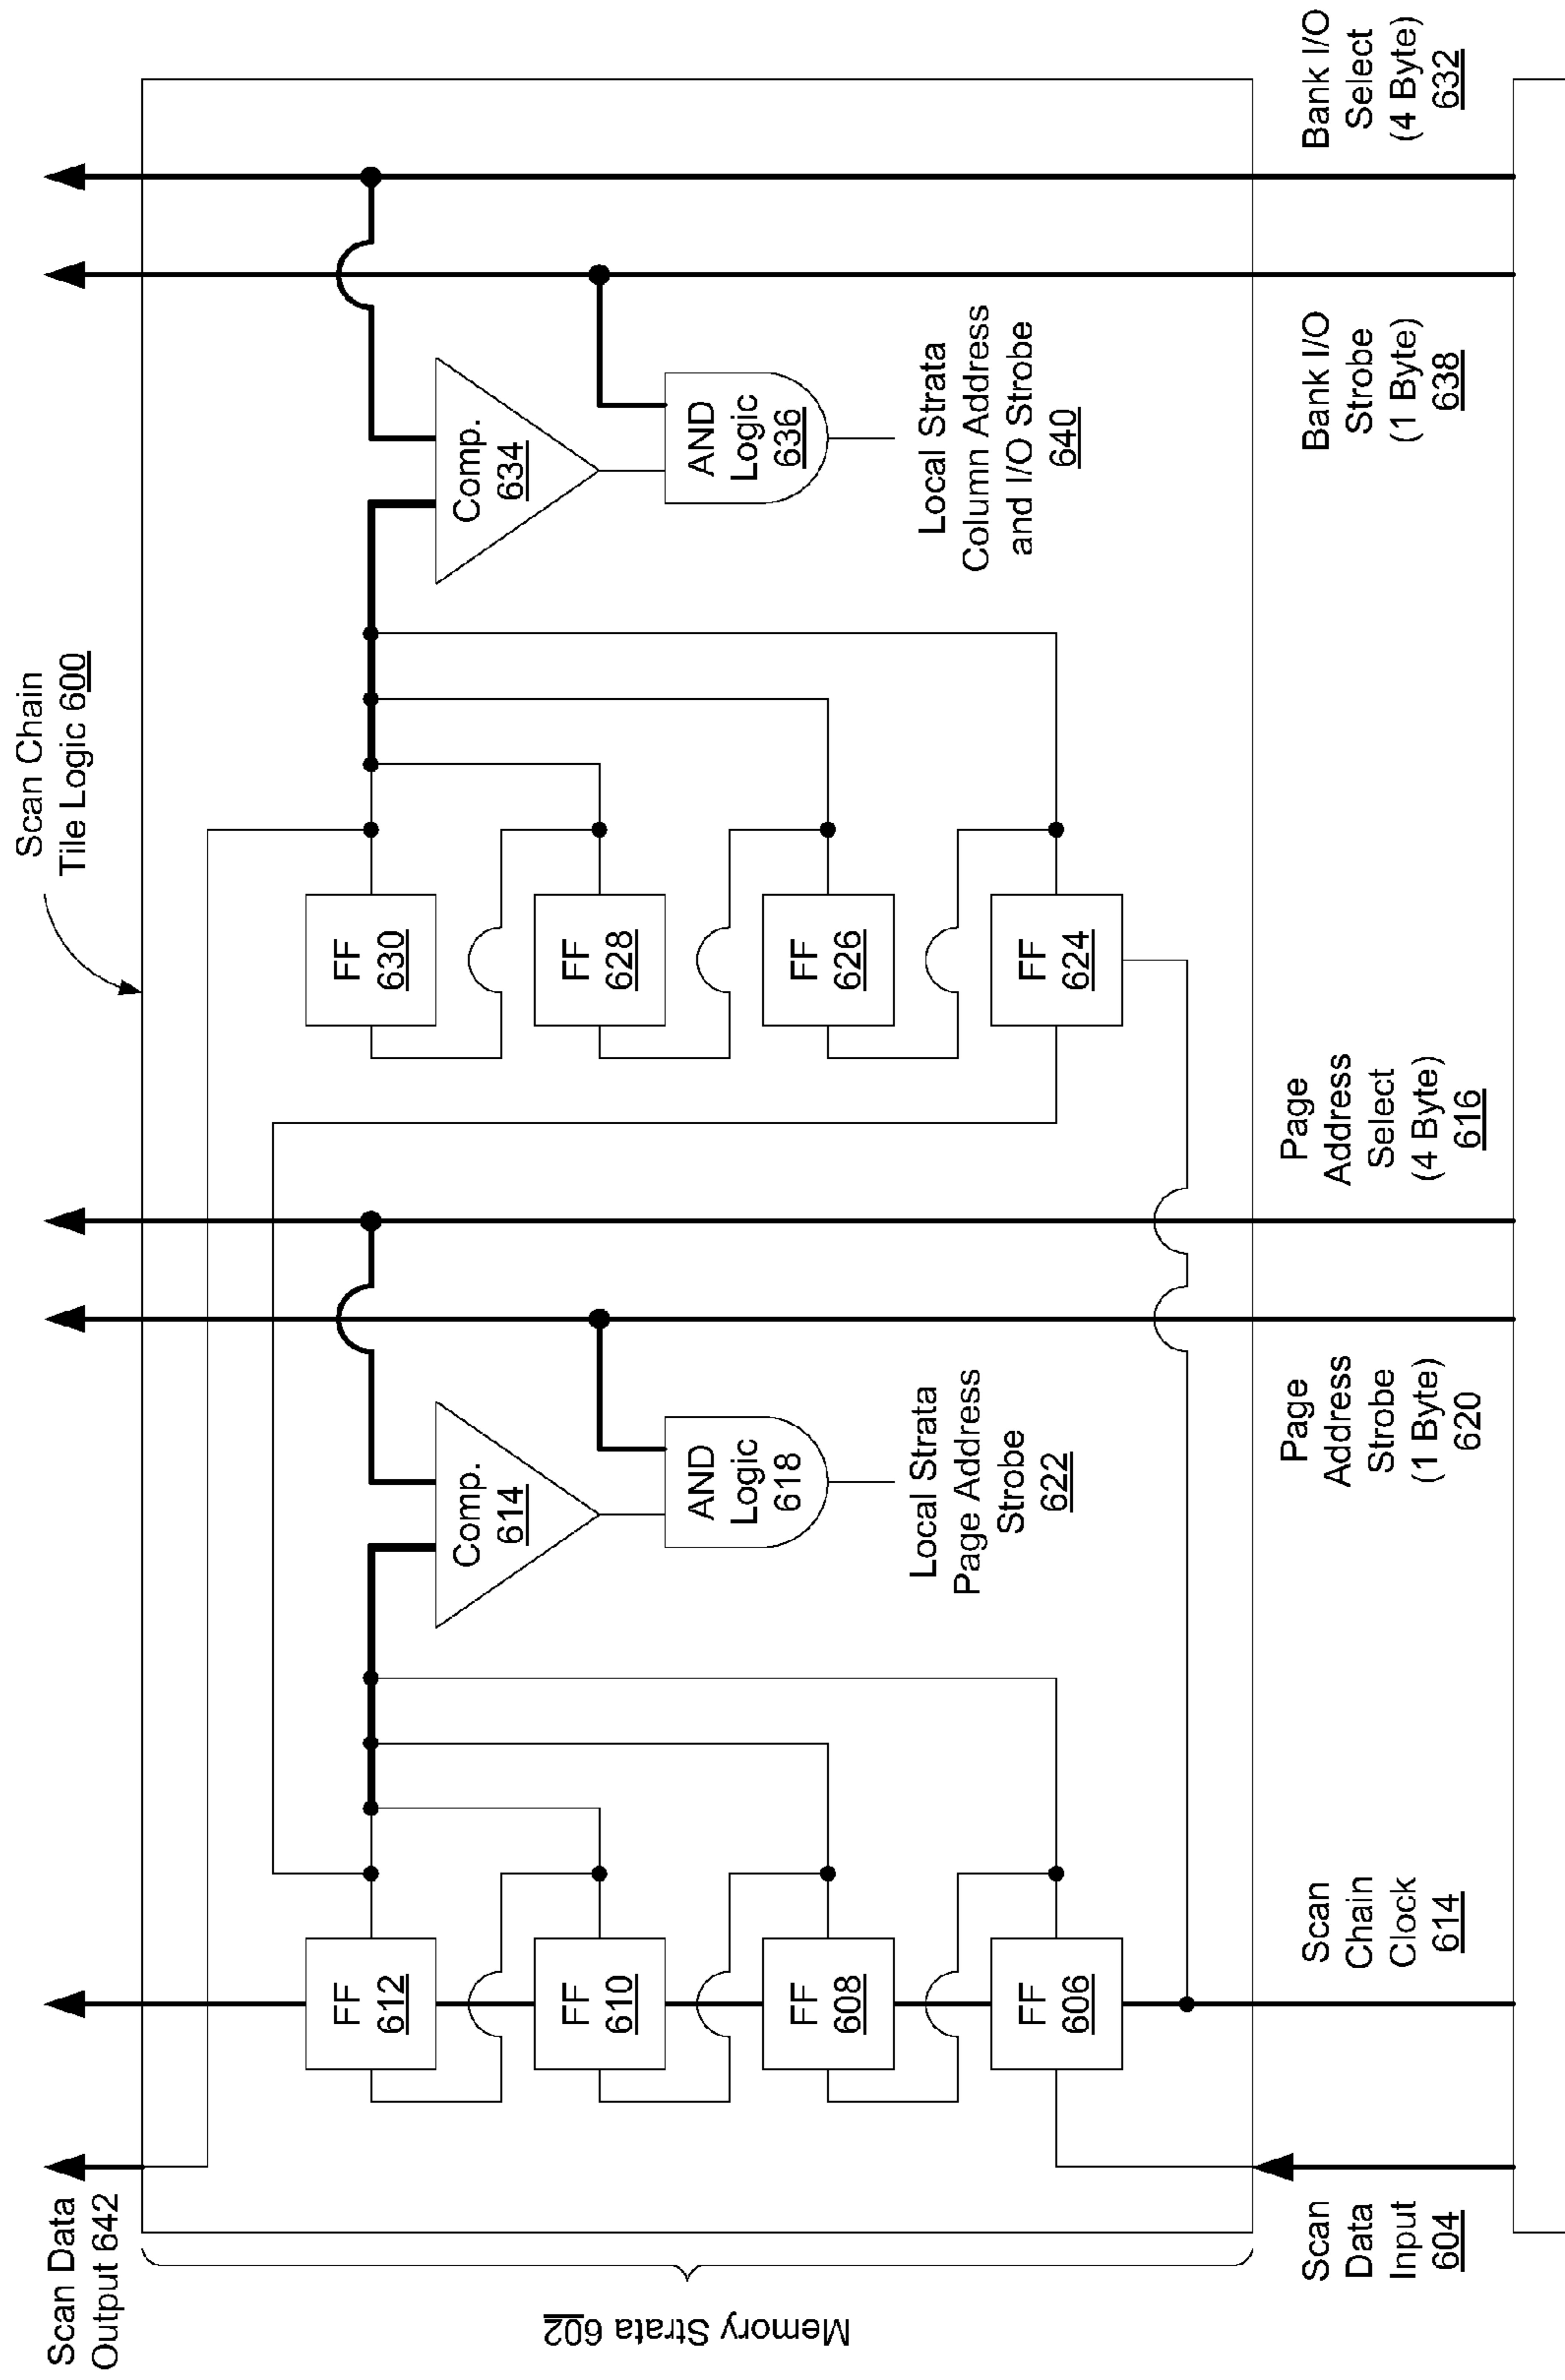 Scan Chain
Tile Logic 600
Scan Data
Output 642
Memory Strata 602
FF
612
FF
610
FF
608
FF
606
Comp.
614
AND
Logic
618
Local Strata
Page Address
Strobe
622
FF
630
FF
628
FF
626
FF
624
Comp.
634
AND
Logic
636
Local Strata
Column Address
and I/O Strobe
640
Scan
Data
Input
604
Scan
Chain
Clock
614
Page
Address
Strobe
(1 Byte)
620
Page
Address
Select
(4 Byte)
616
Bank I/O
Strobe
(1 Byte)
638
Bank I/O
Select
(4 Byte)
632